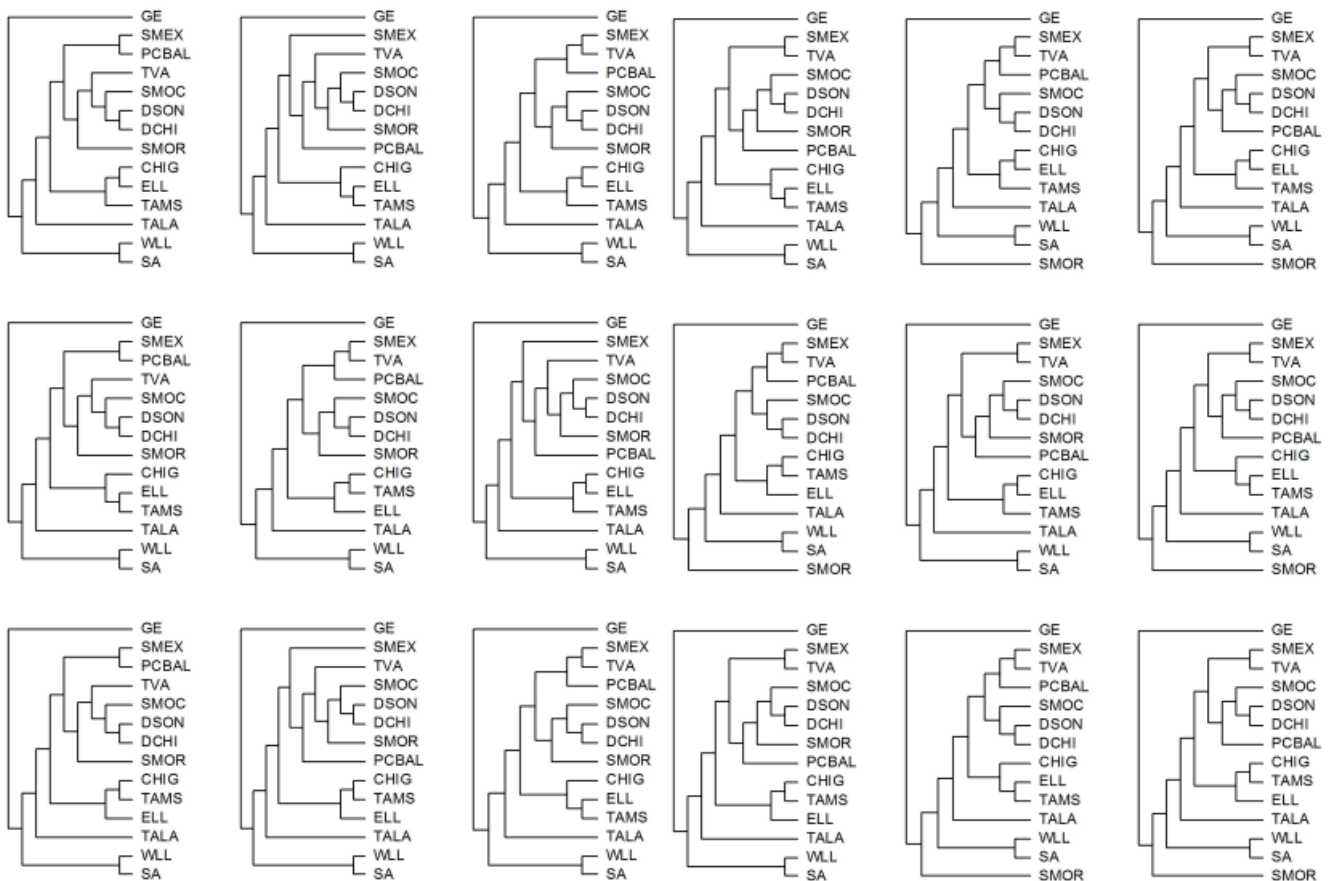 GE
SMEX
PCBAL
TVA
SMOC
DSON
DCHI
SMOR
CHIG
ELL
TAMS
TALA
WLL
SA
GE
SMEX
TVA
SMOC
DSON
DCHI
SMOR
PCBAL
CHIG
ELL
TAMS
TALA
WLL
SA
GE
SMEX
TVA
PCBAL
SMOC
DSON
DCHI
SMOR
CHIG
ELL
TAMS
TALA
WLL
SA
GE
SMEX
TVA
SMOC
DSON
DCHI
SMOR
PCBAL
CHIG
ELL
TAMS
TALA
WLL
SA
GE
SMEX
TVA
PCBAL
SMOC
DSON
DCHI
CHIG
ELL
TAMS
TALA
WLL
SA
SMOR
GE
SMEX
TVA
SMOC
DSON
DCHI
PCBAL
CHIG
ELL
TAMS
TALA
WLL
SA
SMOR
GE
SMEX
PCBAL
TVA
SMOC
DSON
DCHI
SMOR
CHIG
ELL
TAMS
TALA
WLL
SA
GE
SMEX
TVA
PCBAL
SMOC
DSON
DCHI
SMOR
CHIG
TAMS
ELL
TALA
WLL
SA
GE
SMEX
TVA
SMOC
DSON
DCHI
SMOR
PCBAL
CHIG
ELL
TAMS
TALA
WLL
SA
GE
SMEX
TVA
PCBAL
SMOC
DSON
DCHI
CHIG
TAMS
ELL
TALA
WLL
SA
SMOR
GE
SMEX
TVA
SMOC
DSON
DCHI
SMOR
PCBAL
CHIG
ELL
TAMS
TALA
WLL
SA
GE
SMEX
TVA
SMOC
DSON
DCHI
PCBAL
CHIG
ELL
TAMS
TALA
WLL
SA
SMOR
GE
SMEX
PCBAL
TVA
SMOC
DSON
DCHI
SMOR
CHIG
TAMS
ELL
TALA
WLL
SA
GE
SMEX
TVA
SMOC
DSON
DCHI
SMOR
PCBAL
CHIG
TAMS
ELL
TALA
WLL
SA
GE
SMEX
TVA
PCBAL
SMOC
DSON
DCHI
SMOR
CHIG
ELL
TAMS
TALA
WLL
SA
GE
SMEX
TVA
SMOC
DSON
DCHI
SMOR
PCBAL
CHIG
TAMS
ELL
TALA
WLL
SA
GE
SMEX
TVA
PCBAL
SMOC
DSON
DCHI
CHIG
ELL
TAMS
TALA
WLL
SA
SMOR
GE
SMEX
TVA
SMOC
DSON
DCHI
PCBAL
CHIG
TAMS
ELL
TALA
WLL
SA
SMOR